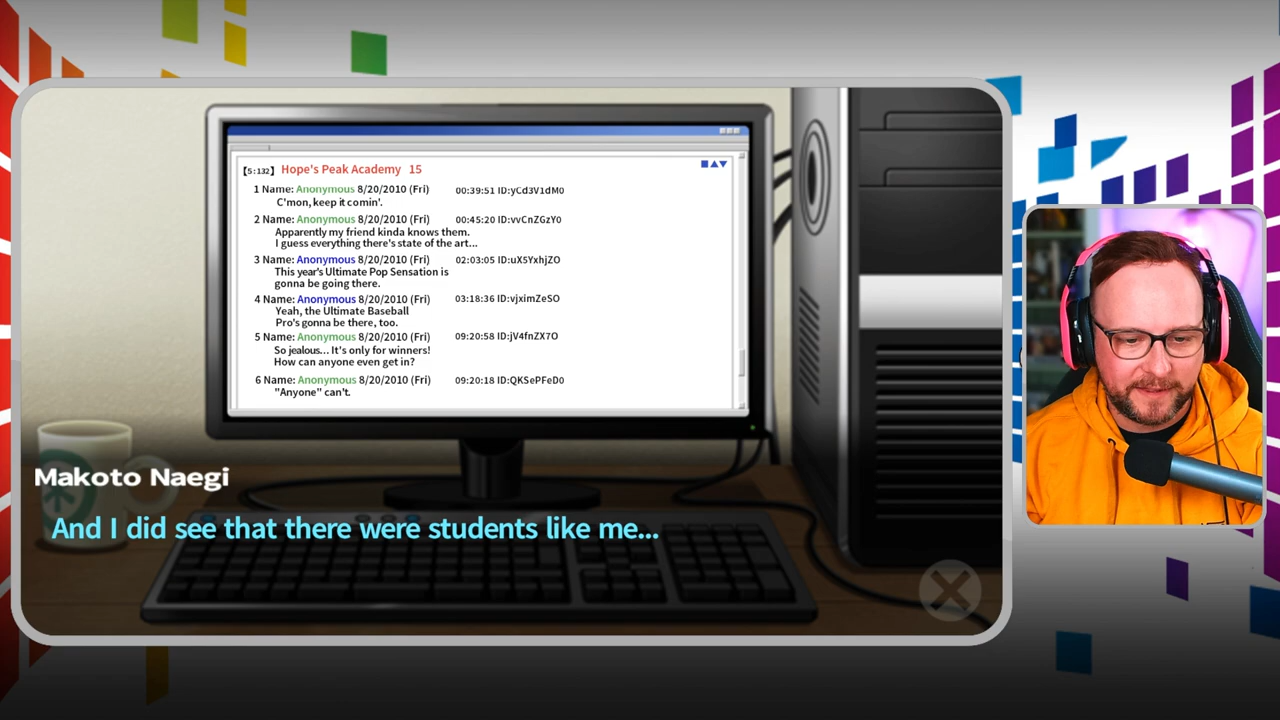 【5:132】 Hope's Peak Academy 15
1 Name: Anonymous 8/20/2010 (Fri) 00:39:51 ID:yCd3V1dM0
C'mon, keep it comin'.
2 Name: Anonymous 8/20/2010 (Fri) 00:45:20 ID:vvCnZGzY0
Apparently my friend kinda knows them.
I guess everything there's state of the art...
3 Name: Anonymous 8/20/2010 (Fri) 02:03:05 ID:uX5YxhjZO
This year's Ultimate Pop Sensation is
gonna be going there.
4 Name: Anonymous 8/20/2010 (Fri) 03:18:36 ID:vjximZeSO
Yeah, the Ultimate Baseball
Pro's gonna be there, too.
5 Name: Anonymous 8/20/2010 (Fri) 09:20:58 ID:jV4fnZX7O
So jealous... It's only for winners!
How can anyone even get in?
6 Name: Anonymous 8/20/2010 (Fri) 09:20:18 ID:QKSePFeD0
"Anyone" can't.
Makoto Naegi
And I did see that there were students like me...